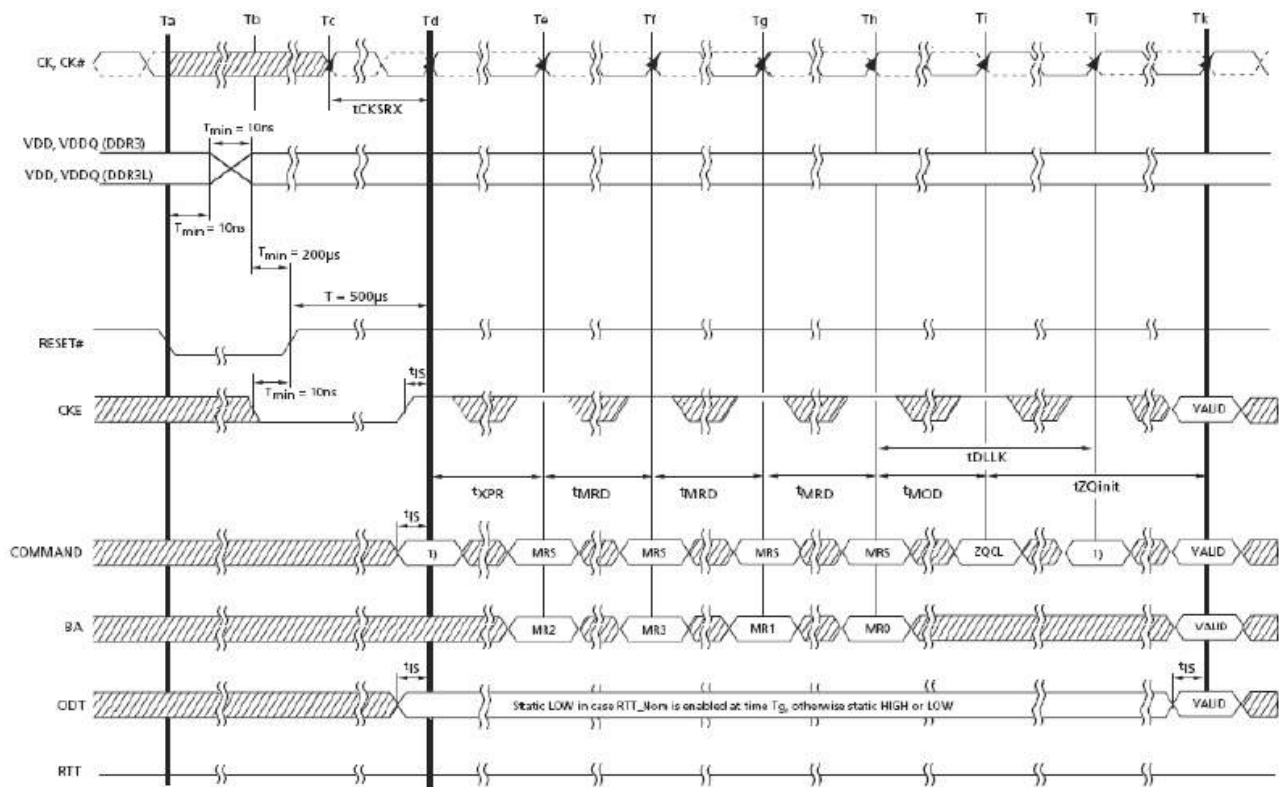 Ta Tb Tc Td Te Tf Tg Th Ti Tj Tk
CK, CK#
tCKSRX
Tmin = 10ns
VDD, VDDQ (DDR3)
VDD, VDDQ (DDR3L)
Tmin = 10ns
Tmin = 200µs
T = 500µs
RESET#
Tmin = 10ns
tIS
CKE
VALID
tDLLK
tXPR tMRD tMRD tMRD tMOD tZQinit
tIS
COMMAND 1) MRS MRS MRS MRS ZQCL 1) VALID
BA MR2 MR3 MR1 MR0 VALID
tIS tIS
ODT Static LOW in case RTT_Nom is enabled at time Tg, otherwise static HIGH or LOW VALID
RTT